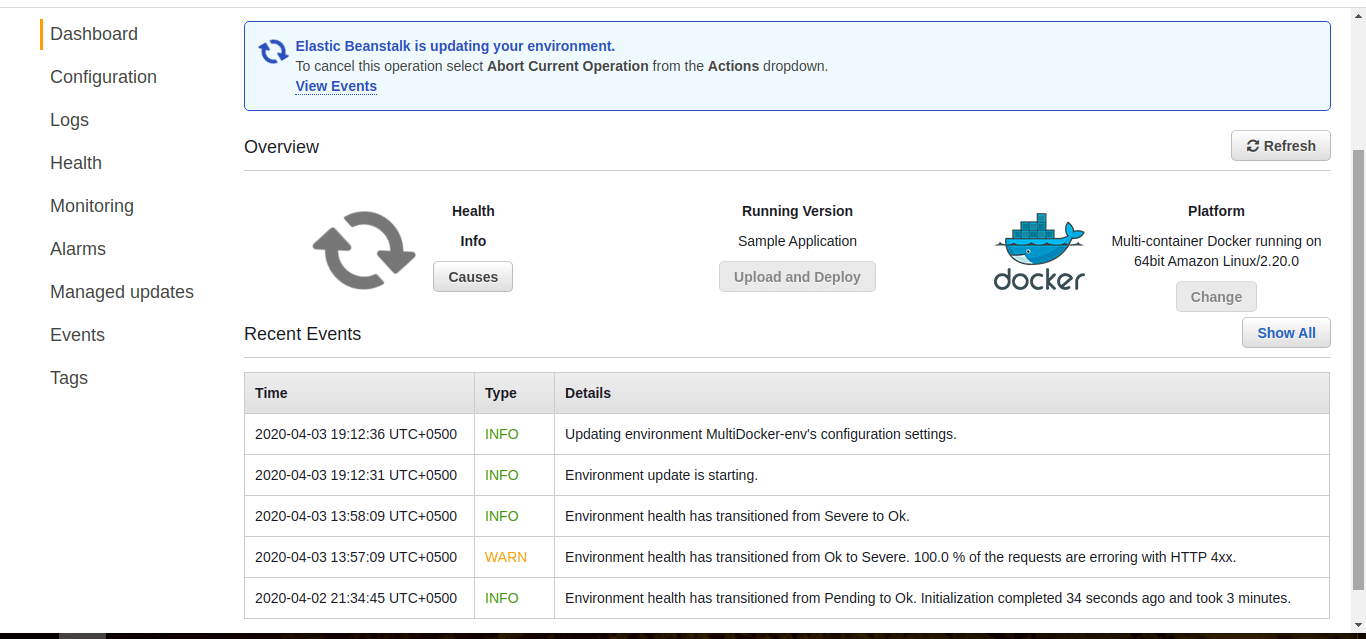 Dashboard
Configuration
Logs
Health
Monitoring
Alarms
Managed updates
Events
Tags
Elastic Beanstalk is updating your environment.
To cancel this operation select Abort Current Operation from the Actions dropdown.
View Events
Overview
Refresh
Health
Info
Causes
Running Version
Sample Application
Upload and Deploy
docker
Platform
Multi-container Docker running on
64bit Amazon Linux/2.20.0
Change
Recent Events
Show All
Time Type Details
2020-04-03 19:12:36 UTC+0500 INFO Updating environment MultiDocker-env's configuration settings.
2020-04-03 19:12:31 UTC+0500 INFO Environment update is starting.
2020-04-03 13:58:09 UTC+0500 INFO Environment health has transitioned from Severe to Ok.
2020-04-03 13:57:09 UTC+0500 WARN Environment health has transitioned from Ok to Severe. 100.0 % of the requests are erroring with HTTP 4xx.
2020-04-02 21:34:45 UTC+0500 INFO Environment health has transitioned from Pending to Ok. Initialization completed 34 seconds ago and took 3 minutes.